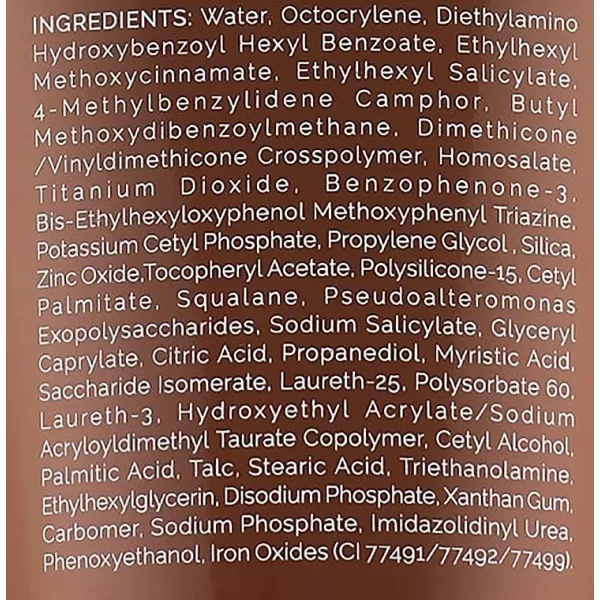 INGREDIENTS: Water, Octocrylene, Diethylamino
Hydroxybenzoyl Hexyl Benzoate, Ethylhexyl
Methoxycinnamate, Ethylhexyl Salicylate,
4-Methylbenzylidene Camphor, Butyl
Methoxydibenzoylmethane, Dimethicone
/Vinyldimethicone Crosspolymer, Homosalate,
Titanium Dioxide, Benzophenone-3,
Bis-Ethylhexyloxyphenol Methoxyphenyl Triazine,
Potassium Cetyl Phosphate, Propylene Glycol , Silica,
Zinc Oxide,Tocopheryl Acetate, Polysilicone-15, Cetyl
Palmitate, Squalane, Pseudoalteromonas
Exopolysaccharides, Sodium Salicylate, Glyceryl
Caprylate, Citric Acid, Propanediol, Myristic Acid,
Saccharide Isomerate, Laureth-25, Polysorbate 60,
Laureth-3, Hydroxyethyl Acrylate/Sodium
Acryloyldimethyl Taurate Copolymer, Cetyl Alcohol,
Palmitic Acid, Talc, Stearic Acid, Triethanolamine,
Ethylhexylglycerin, Disodium Phosphate, Xanthan Gum,
Carbomer, Sodium Phosphate, Imidazolidinyl Urea,
Phenoxyethanol, Iron Oxides (CI 77491/77492/77499).